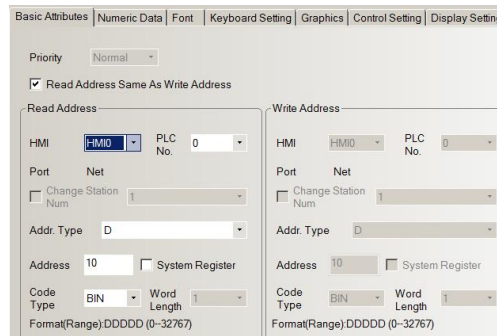 Basic Attributes Numeric Data Font Keyboard Setting Graphics Control Setting Display Setting
Priority Normal
Read Address Same As Write Address
Read Address Write Address
HMI HMI0 PLC No. 0 HMI HMI0 PLC No. 0
Port Net Port Net
Change Station Num 1 Change Station Num 1
Addr. Type D Addr. Type D
Address 10 System Register Address 10 System Register
Code Type BIN Word Length 1 Code Type BIN Word Length 1
Format(Range):DDDDD (0--32767) Format(Range):DDDDD (0--32767)